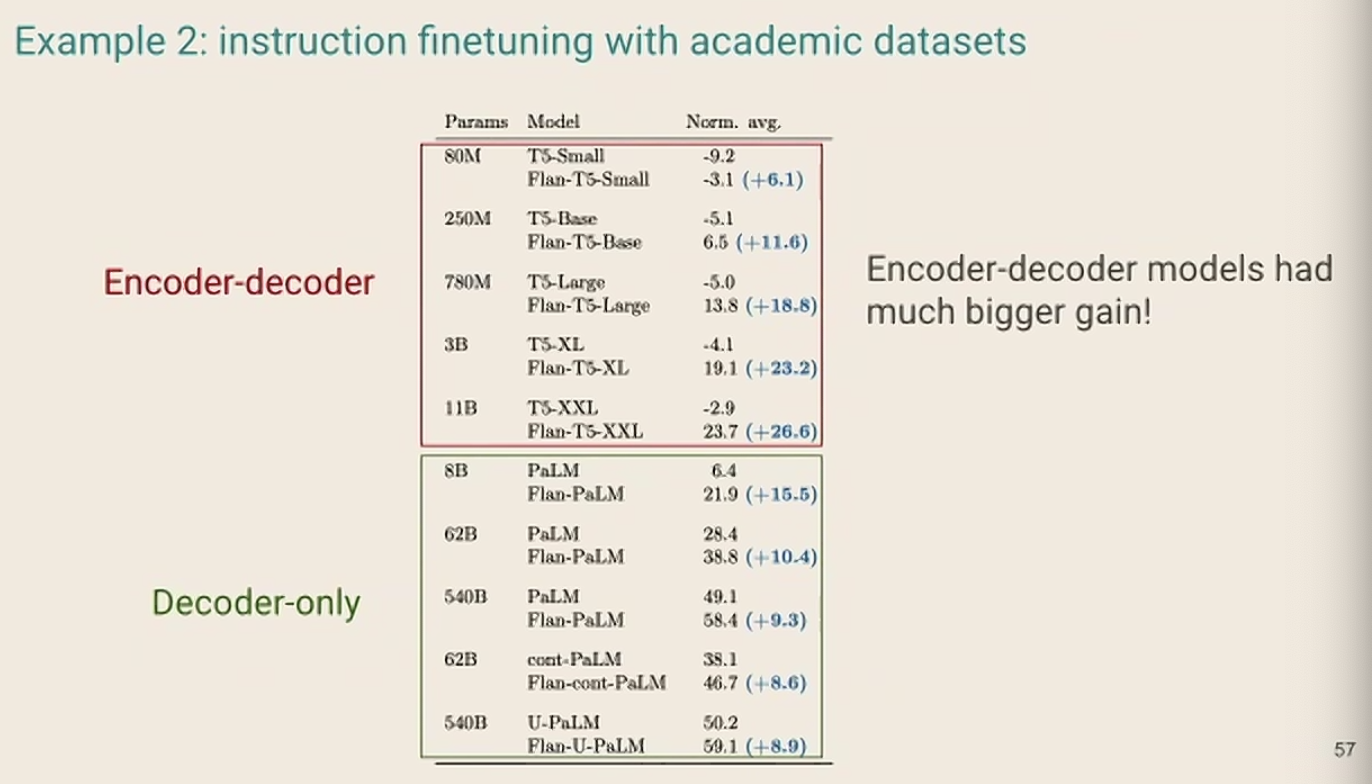 Example 2: instruction finetuning with academic datasets
Params Model Norm. avg.
80M T5-Small -9.2
Flan-T5-Small -3.1 (+6.1)
250M T5-Base -5.1
Flan-T5-Base 6.5 (+11.6)
780M T5-Large -5.0
Flan-T5-Large 13.8 (+18.8)
3B T5-XL -4.1
Flan-T5-XL 19.1 (+23.2)
11B T5-XXL -2.9
Flan-T5-XXL 23.7 (+26.6)
Encoder-decoder
Encoder-decoder models had
much bigger gain!
8B PaLM 6.4
Flan-PaLM 21.9 (+15.5)
62B PaLM 28.4
Flan-PaLM 38.8 (+10.4)
540B PaLM 49.1
Flan-PaLM 58.4 (+9.3)
62B cont-PaLM 38.1
Flan-cont-PaLM 46.7 (+8.6)
540B U-PaLM 50.2
Flan-U-PaLM 59.1 (+8.9)
Decoder-only
57